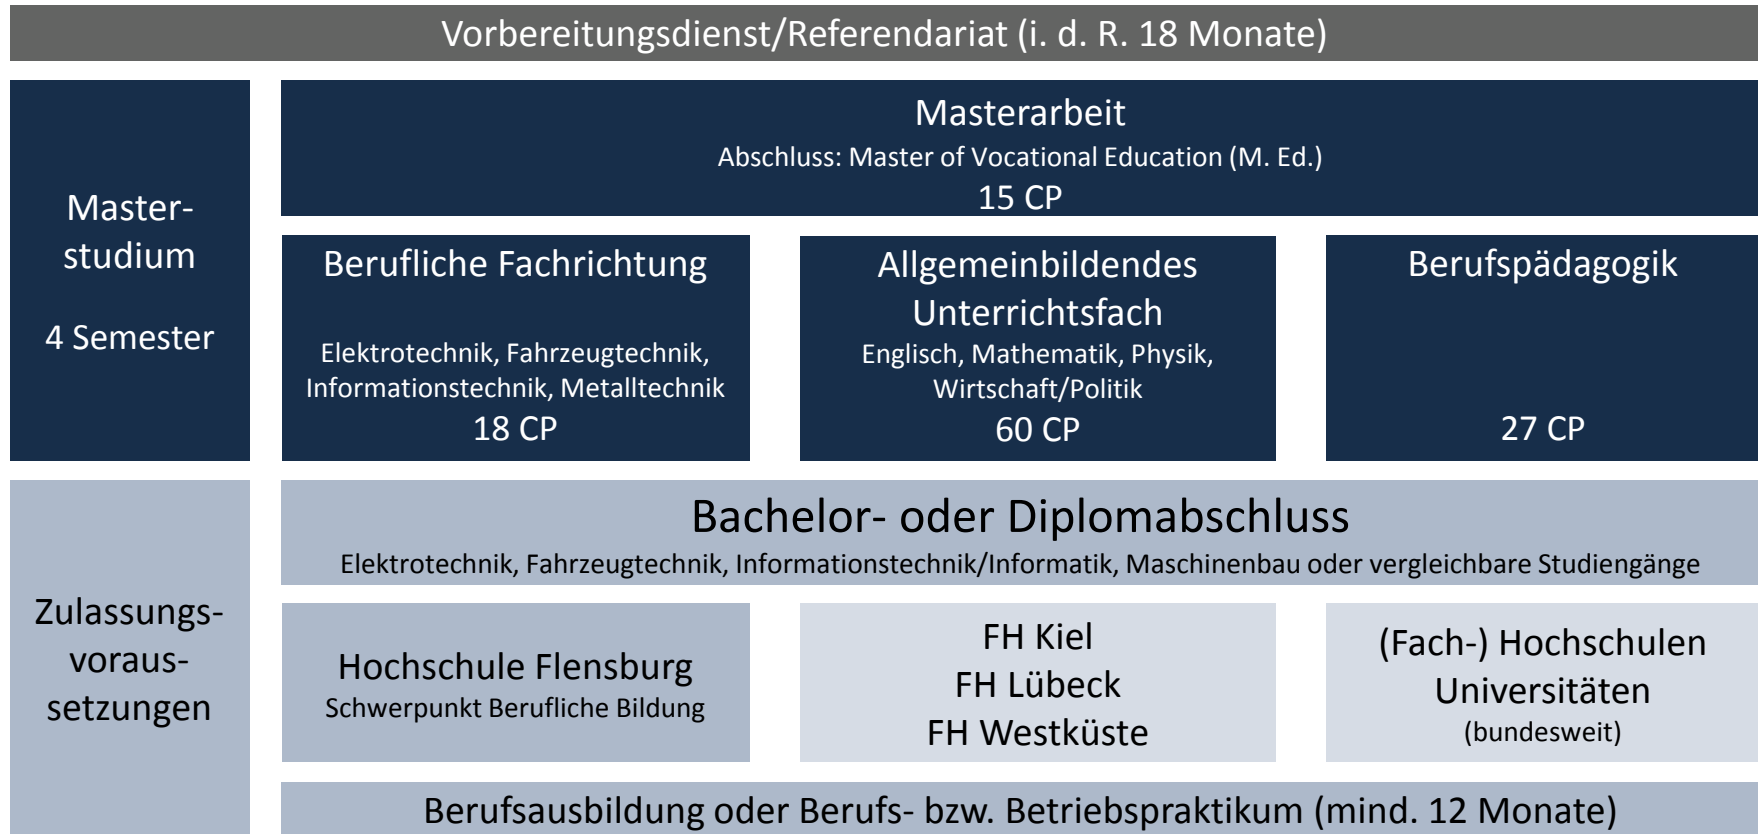 Vorbereitungsdienst/Referendariat (i. d. R. 18 Monate)
Master-
studium
4 Semester
Masterarbeit
Abschluss: Master of Vocational Education (M. Ed.)
15 CP
Berufliche Fachrichtung
Elektrotechnik, Fahrzeugtechnik,
Informationstechnik, Metalltechnik
18 CP
Allgemeinbildendes
Unterrichtsfach
Englisch, Mathematik, Physik,
Wirtschaft/Politik
60 CP
Berufspädagogik
27 CP
Zulassungs-
voraus-
setzungen
Bachelor- oder Diplomabschluss
Elektrotechnik, Fahrzeugtechnik, Informationstechnik/Informatik, Maschinenbau oder vergleichbare Studiengänge
Hochschule Flensburg
Schwerpunkt Berufliche Bildung
FH Kiel
FH Lübeck
FH Westküste
(Fach-) Hochschulen
Universitäten
(bundesweit)
Berufsausbildung oder Berufs- bzw. Betriebspraktikum (mind. 12 Monate)